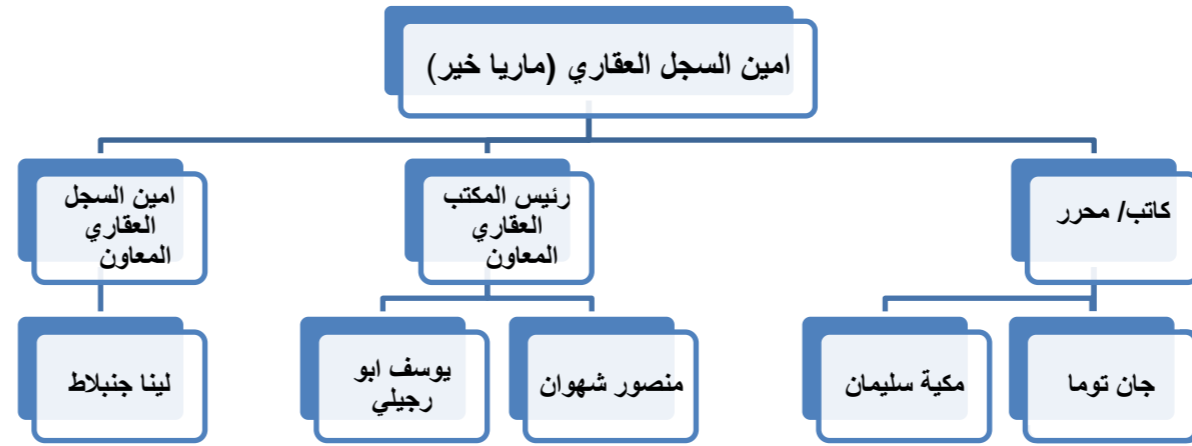 امين السجل العقاري (ماريا خير)
كاتب/ محرر
رئيس المكتب
العقاري
المعاون
امين السجل
العقاري
المعاون
جان توما
مكية سليمان
منصور شهوان
يوسف ابو
رجيلي
لينا جنبلاط